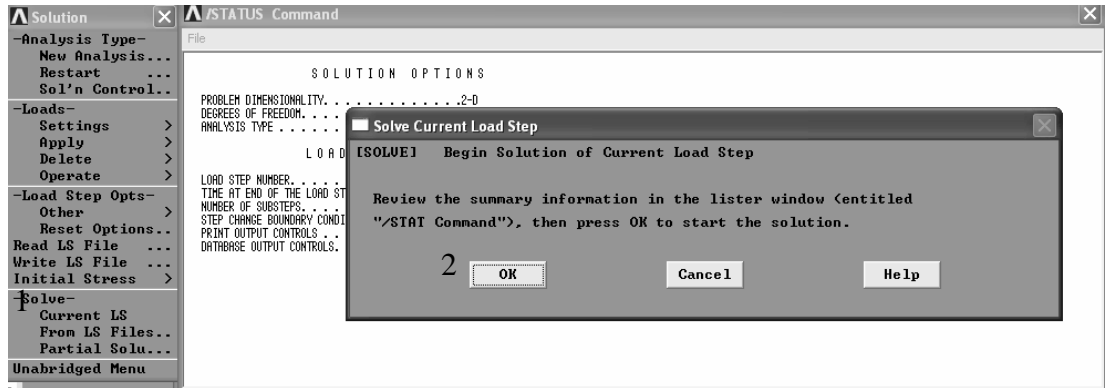 Solution
-Analysis Type-
New Analysis...
Restart ...
Sol'n Control..
-Loads-
Settings >
Apply >
Delete >
Operate >
-Load Step Opts-
Other >
Reset Options..
Read LS File ...
Write LS File ...
Initial Stress >
1
-Solve-
Current LS
From LS Files..
Partial Solu...
Unabridged Menu
/STATUS Command
File
SOLUTION OPTIONS
PROBLEM DIMENSIONALITY. . . . . . . . . . . . .2-D
DEGREES OF FREEDOM. . . .
ANALYSIS TYPE . . . . . .
LOAD
LOAD STEP NUMBER. . . . .
TIME AT END OF THE LOAD ST
NUMBER OF SUBSTEPS. . . .
STEP CHANGE BOUNDARY CONDI
PRINT OUTPUT CONTROLS . .
DATABASE OUTPUT CONTROLS.
Solve Current Load Step
[SOLVE] Begin Solution of Current Load Step
Review the summary information in the lister window (entitled
"/STAT Command"), then press OK to start the solution.
2 OK Cancel Help